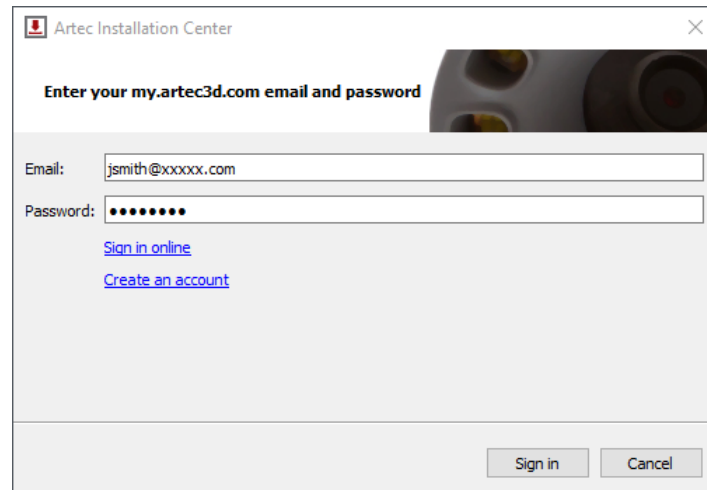 Artec Installation Center
Enter your my.artec3d.com email and password
Email: jsmith@xxxxx.com
Password: ●●●●●●●●
Sign in online
Create an account
Sign in Cancel